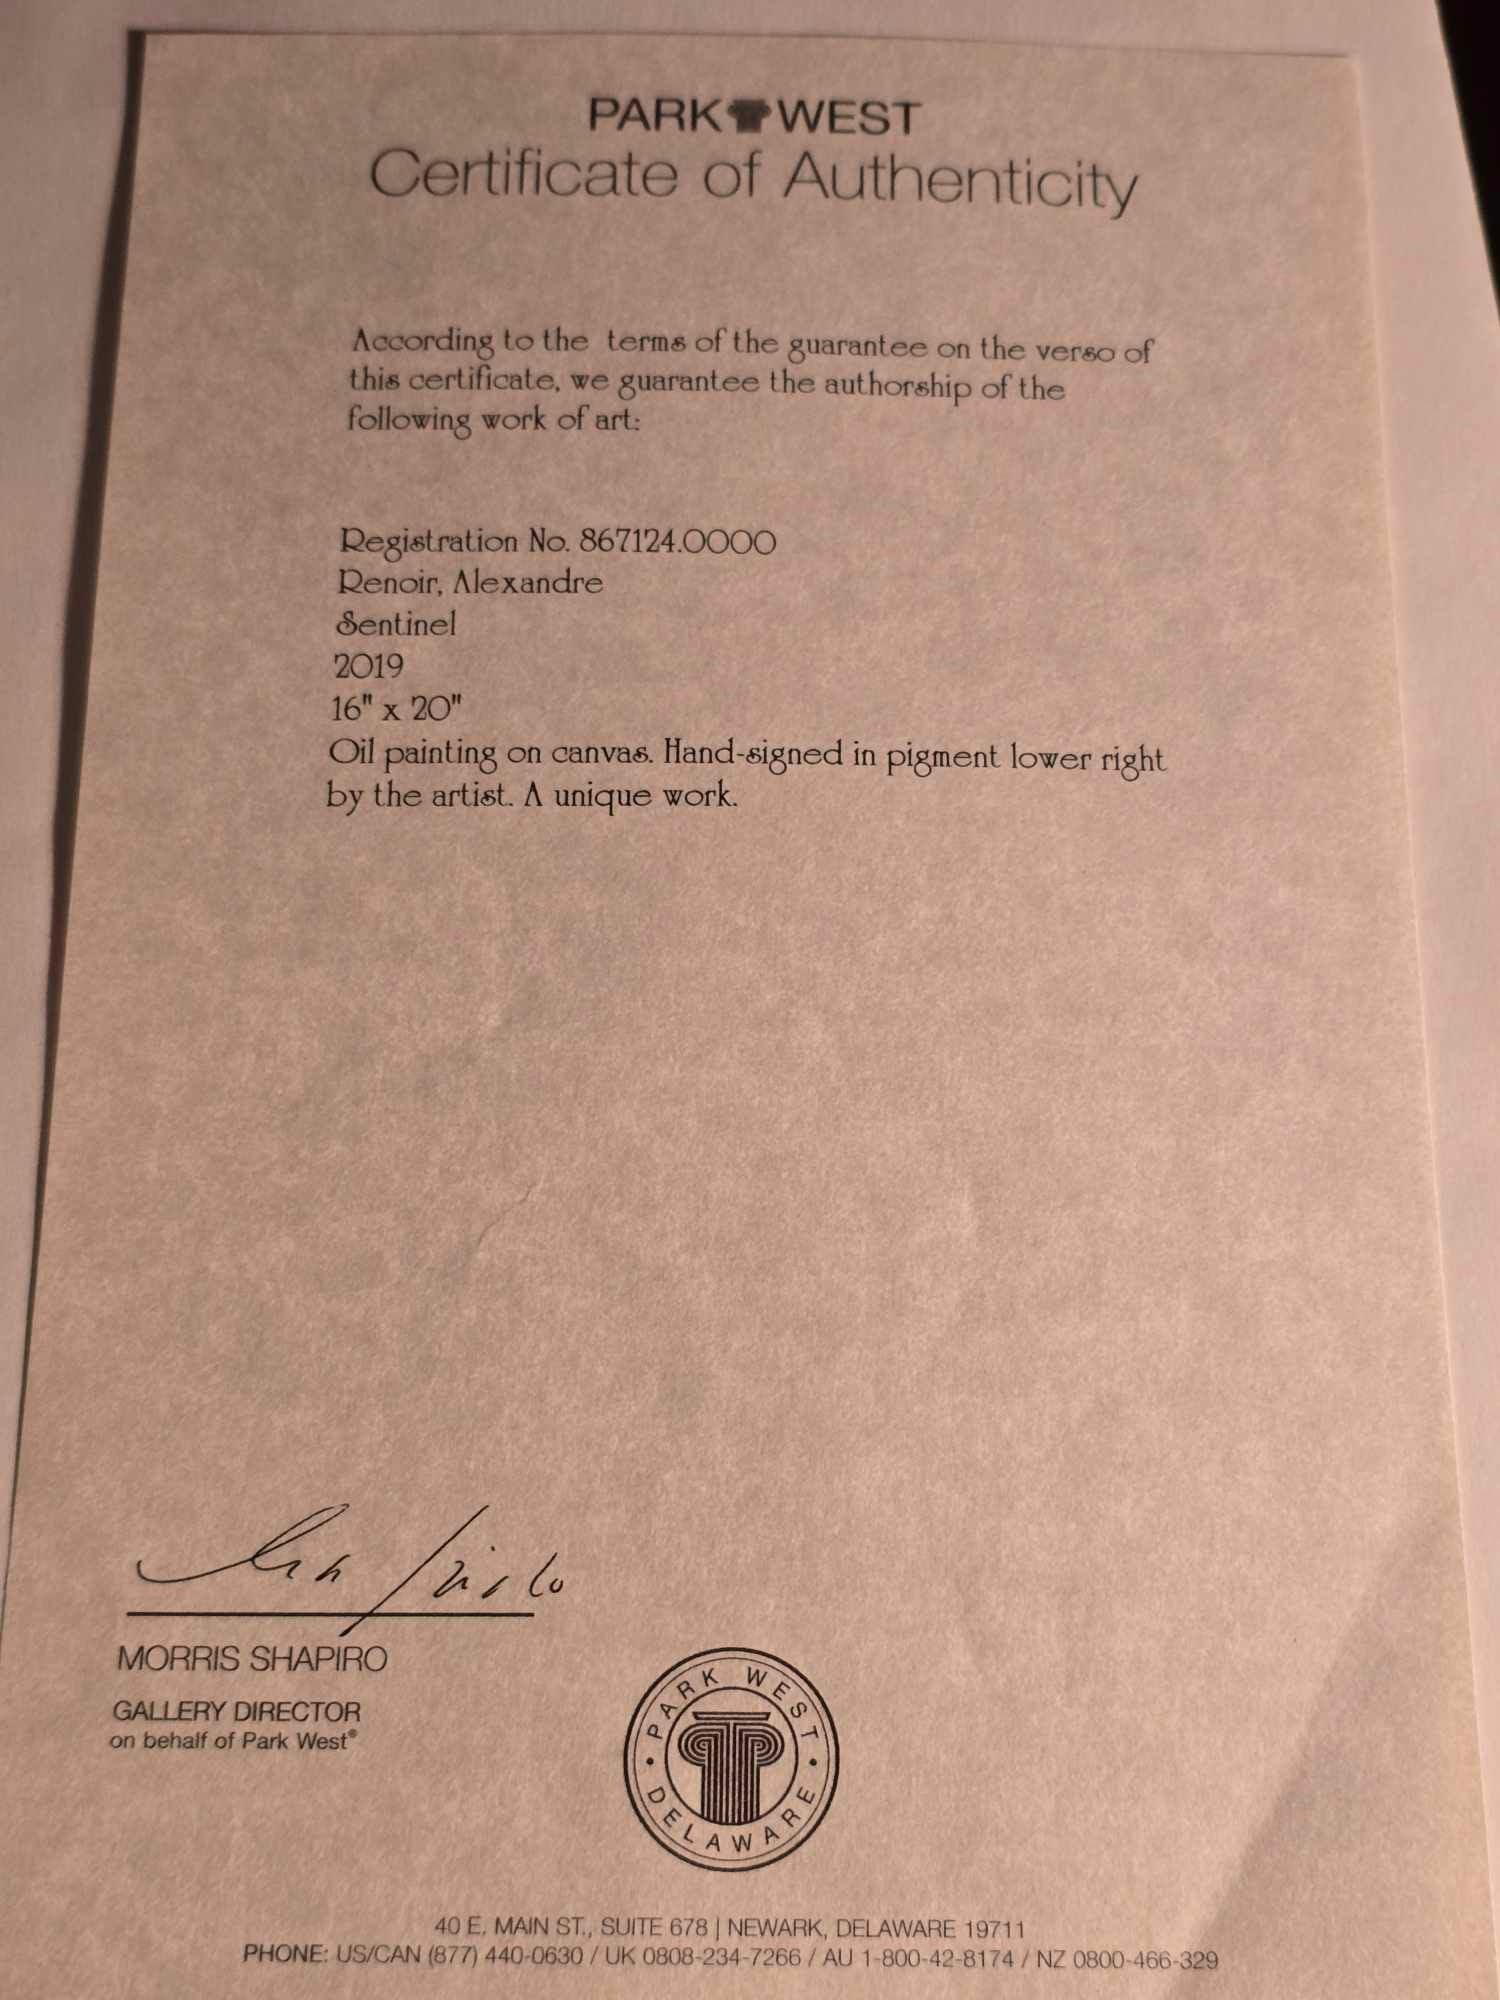 PARK WEST
Certificate of Authenticity
According to the terms of the guarantee on the verso of
this certificate, we guarantee the authorship of the
following work of art:
Registration No. 867124.0000
Renoir, Alexandre
Sentinel
2019
16" x 20"
Oil painting on canvas. Hand-signed in pigment lower right
by the artist. A unique work.
MORRIS SHAPIRO
GALLERY DIRECTOR
on behalf of Park West®
PARK WEST
DELAWARE
40 E. MAIN ST., SUITE 678 | NEWARK, DELAWARE 19711
PHONE: US/CAN (877) 440-0630 / UK 0808-234-7266 / AU 1-800-42-8174 / NZ 0800-466-329